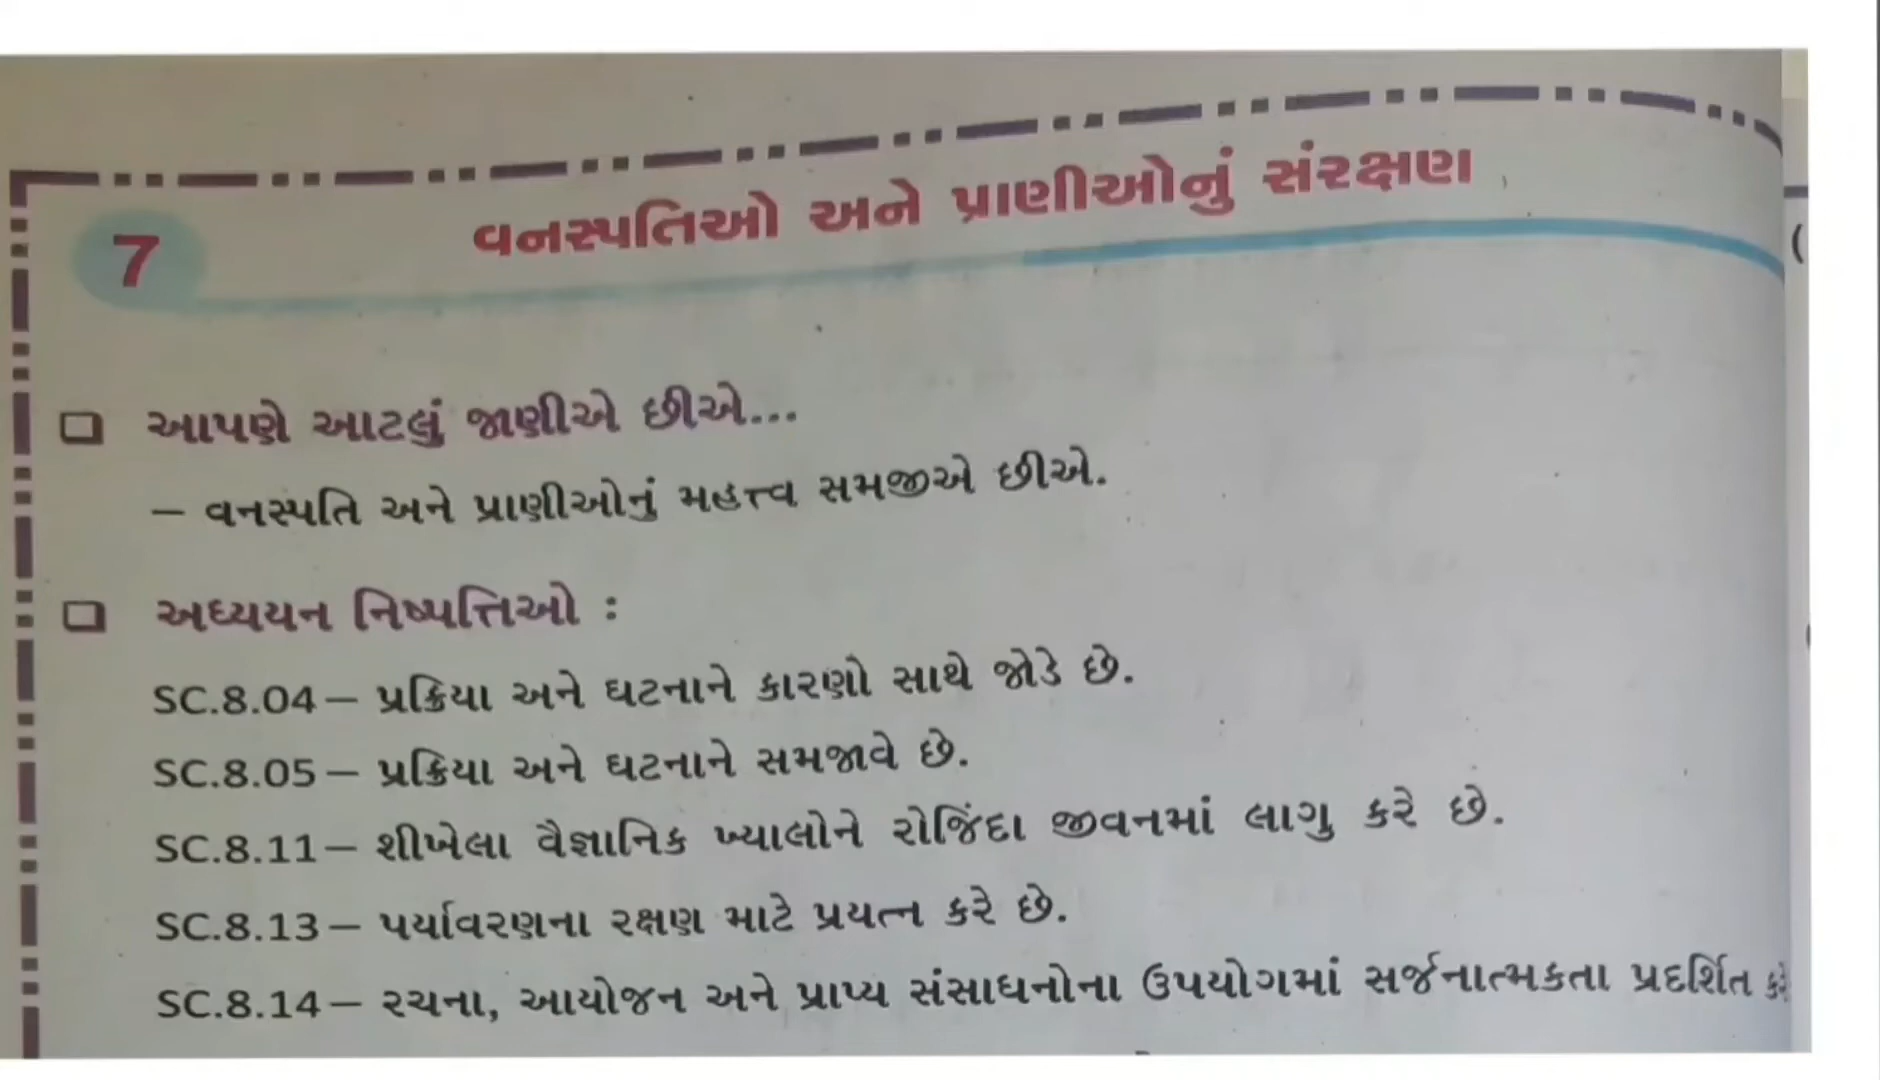 7
વનસ્પતિઓ અને પ્રાણીઓનું સંરક્ષણ
આપણે આટલું જાણીએ છીએ...
– વનસ્પતિ અને પ્રાણીઓનું મહત્ત્વ સમજીએ છીએ.
અધ્યયન નિષ્પત્તિઓ :
SC.8.04 – પ્રક્રિયા અને ઘટનાને કારણો સાથે જોડે છે.
SC.8.05 – પ્રક્રિયા અને ઘટનાને સમજાવે છે.
SC.8.11 – શીખેલા વૈજ્ઞાનિક ખ્યાલોને રોજિંદા જીવનમાં લાગુ કરે છે.
SC.8.13 – પર્યાવરણના રક્ષણ માટે પ્રયત્ન કરે છે.
SC.8.14 – રચના, આયોજન અને પ્રાપ્ય સંસાધનોના ઉપયોગમાં સર્જનાત્મકતા પ્રદર્શિત કરે